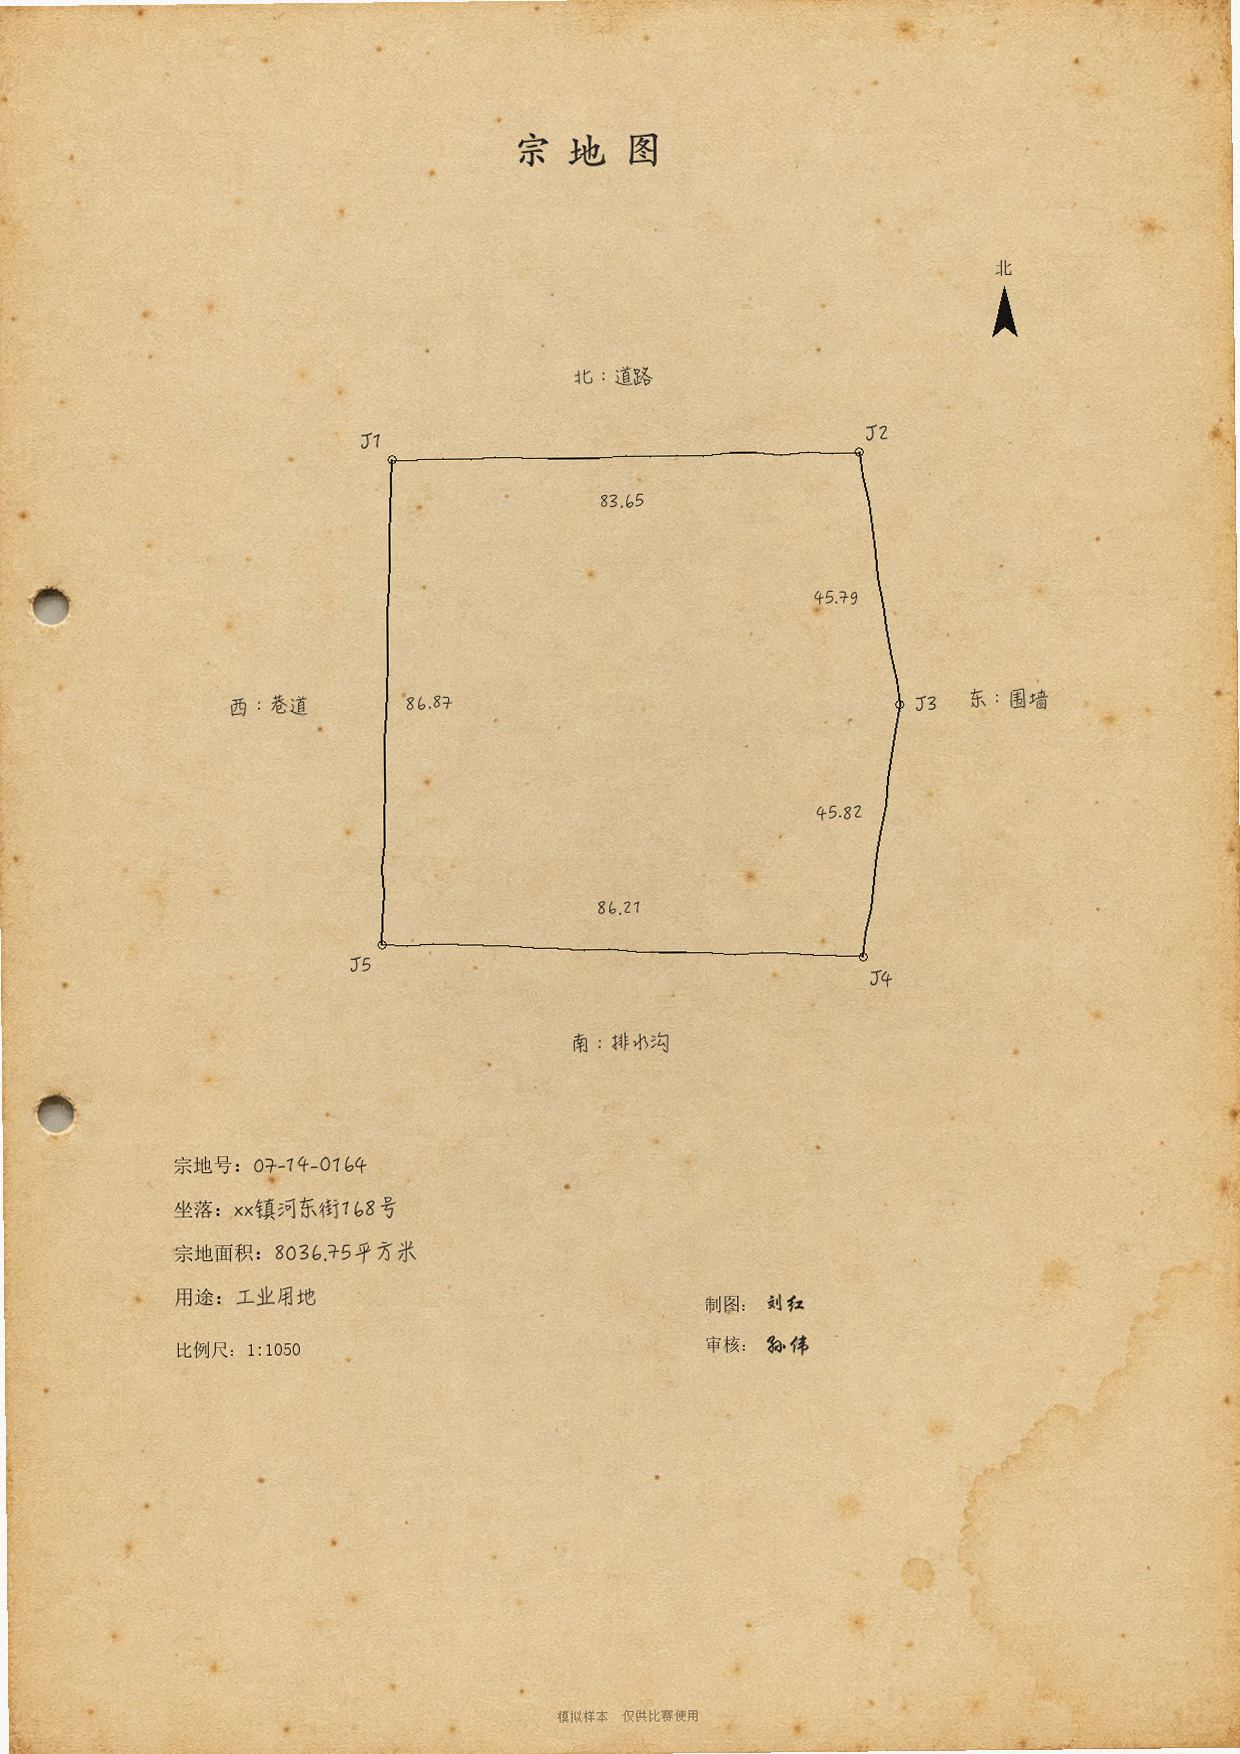 宗地图
北
北：道路
J1
J2
83.65
45.79
西：巷道
86.87
J3
东：围墙
45.82
86.21
J5
J4
南：排水沟
宗地号：07-14-0164
坐落：xx镇河东街168号
宗地面积：8036.75平方米
用途：工业用地
制图：刘红
审核：孙伟
比例尺：1:1050
模拟样本 仅供比赛使用